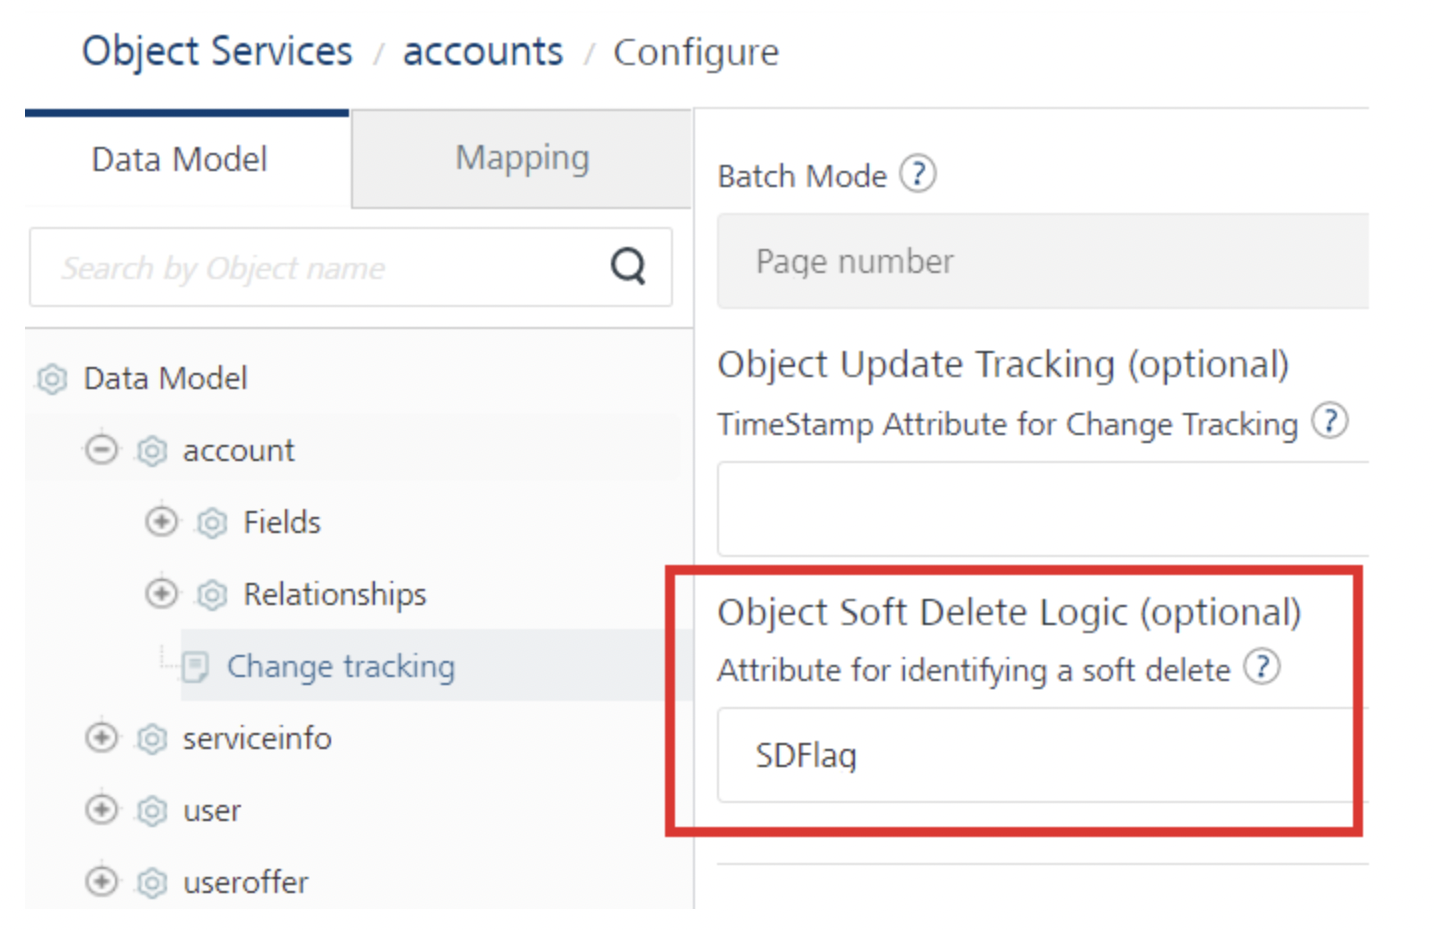 Object Services / accounts / Configure
Data Model
Mapping
Search by Object name
Data Model
account
Fields
Relationships
Change tracking
serviceinfo
user
useroffer
Batch Mode ?
Page number
Object Update Tracking (optional)
TimeStamp Attribute for Change Tracking ?
Object Soft Delete Logic (optional)
Attribute for identifying a soft delete ?
SDFlag